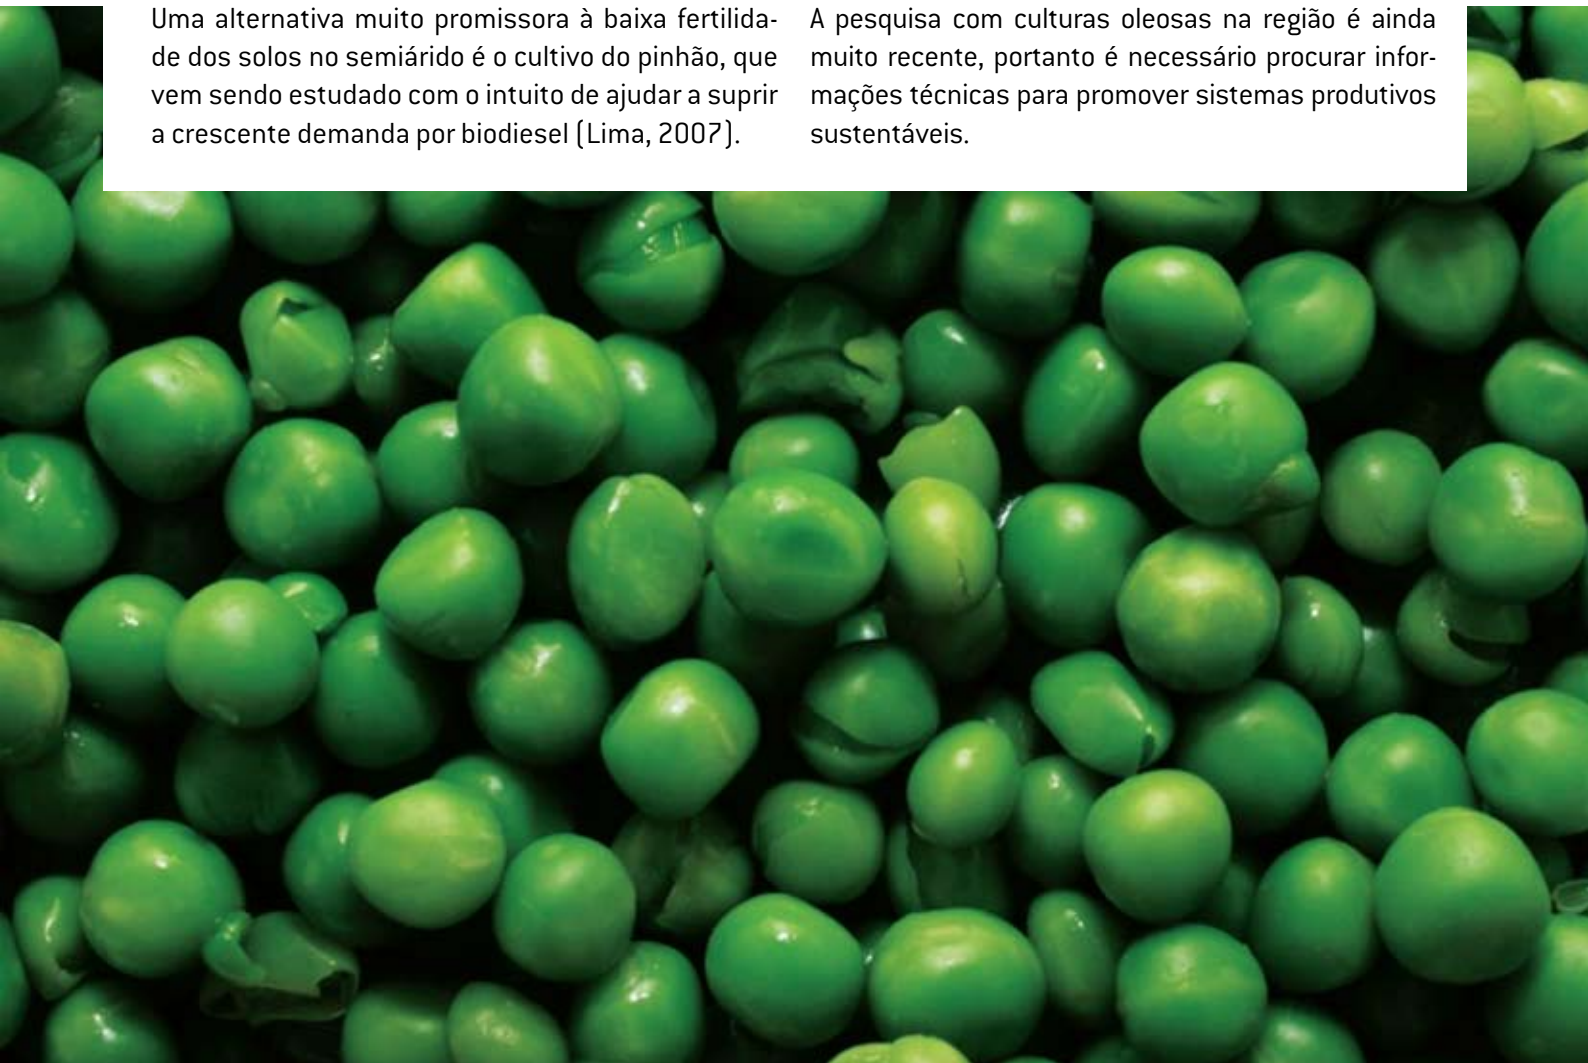 Uma alternativa muito promissora à baixa fertilida-
de dos solos no semiárido é o cultivo do pinhão, que
vem sendo estudado com o intuito de ajudar a suprir
a crescente demanda por biodiesel (Lima, 2007).
A pesquisa com culturas oleosas na região é ainda
muito recente, portanto é necessário procurar infor-
mações técnicas para promover sistemas produtivos
sustentáveis.